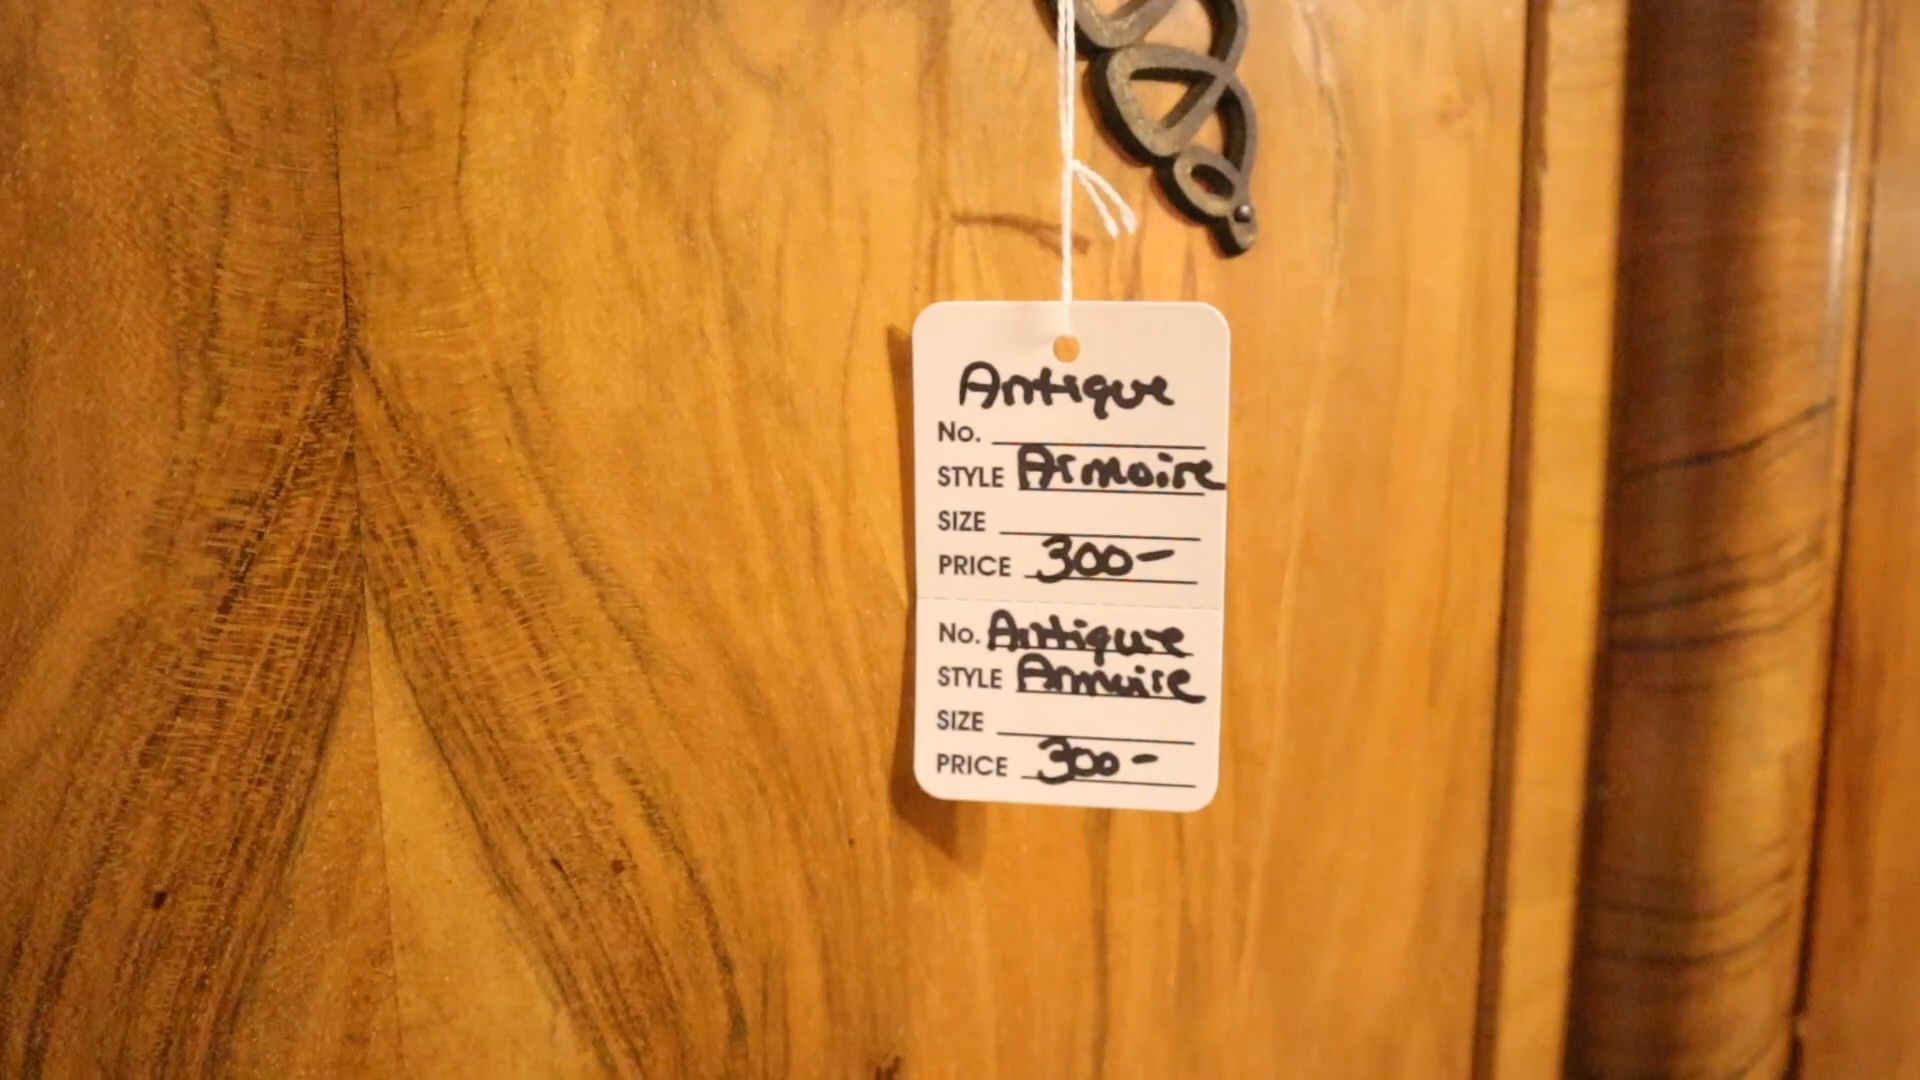 Antique
No.
STYLE Armoire
SIZE
PRICE 300-
No. Antique
STYLE Armoire
SIZE
PRICE 300-